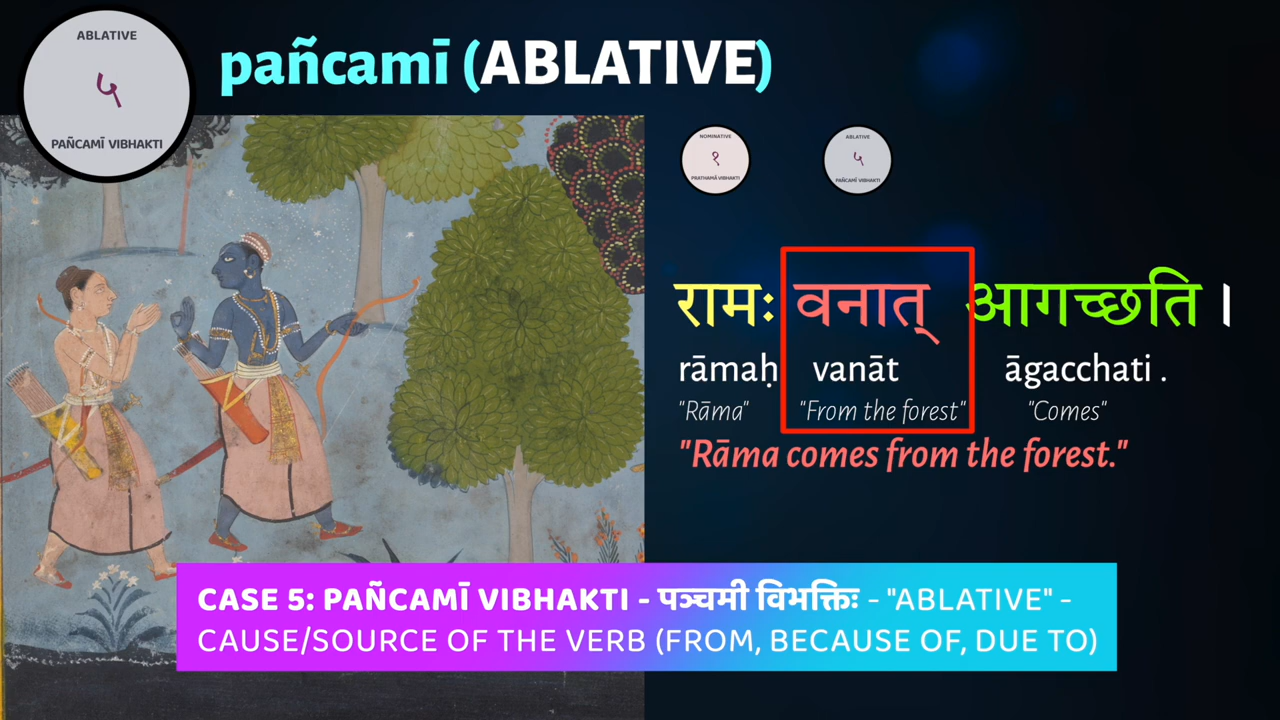 ABLATIVE
५
PAÑCAMĪ VIBHAKTI
pañcamī (ABLATIVE)
NOMINATIVE
१
PRATHAMĀ VIBHAKTI
ABLATIVE
५
PAÑCAMĪ VIBHAKTI
रामः वनात् आगच्छति ।
rāmaḥ vanāt āgacchati .
"Rāma" "From the forest" "Comes"
"Rāma comes from the forest."
CASE 5: PAÑCAMĪ VIBHAKTI - पञ्चमी विभक्तिः - "ABLATIVE" -
CAUSE/SOURCE OF THE VERB (FROM, BECAUSE OF, DUE TO)